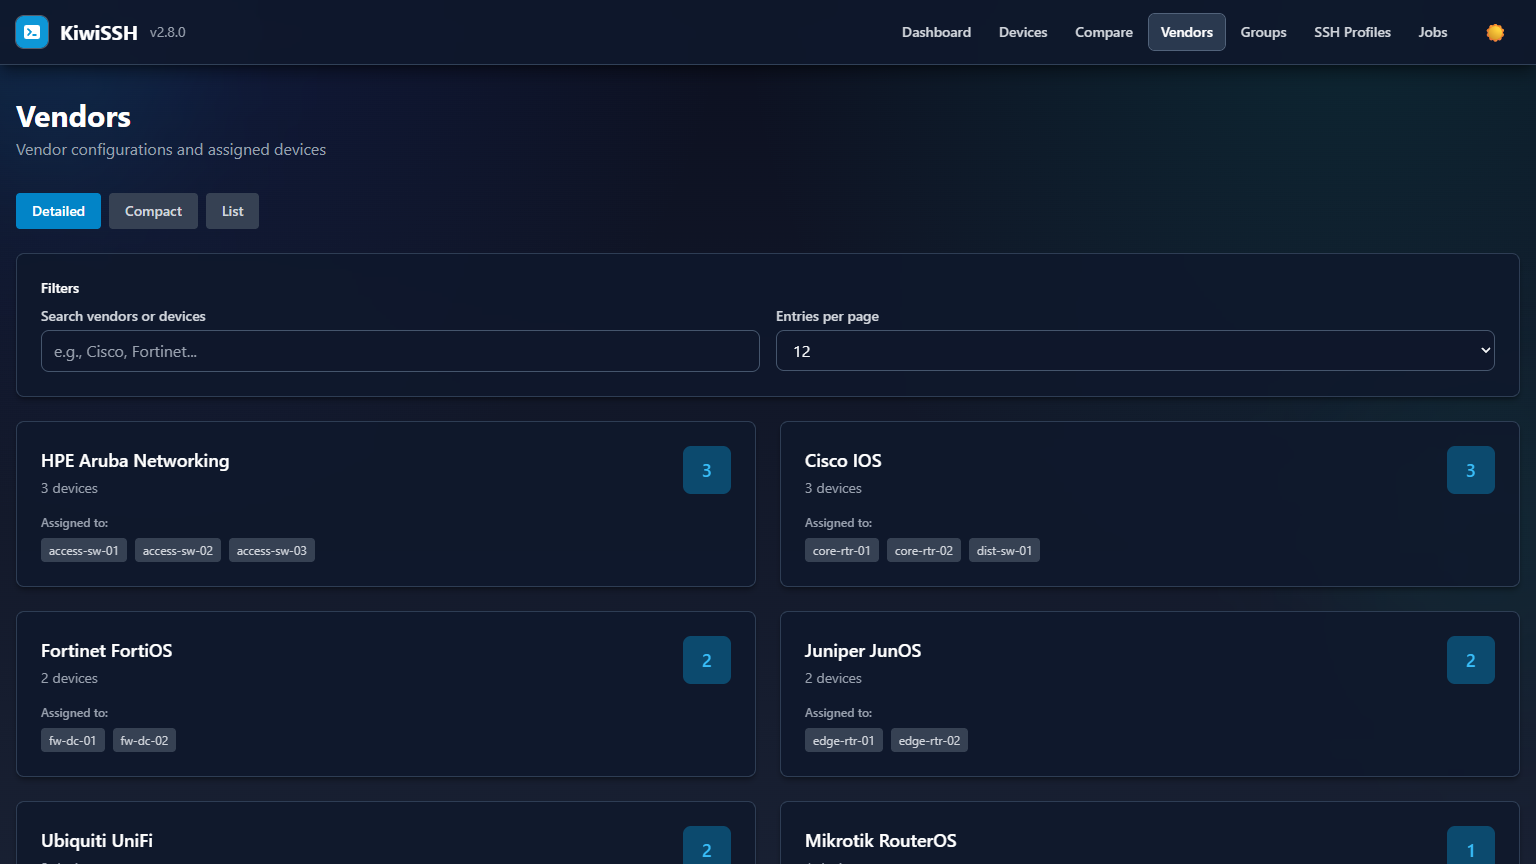 KiwiSSH v2.8.0
Dashboard Devices Compare Vendors Groups SSH Profiles Jobs
Vendors
Vendor configurations and assigned devices
Detailed Compact List
Filters
Search vendors or devices
e.g., Cisco, Fortinet...
Entries per page
12
HPE Aruba Networking
3
3 devices
Assigned to:
access-sw-01 access-sw-02 access-sw-03
Cisco IOS
3
3 devices
Assigned to:
core-rtr-01 core-rtr-02 dist-sw-01
Fortinet FortiOS
2
2 devices
Assigned to:
fw-dc-01 fw-dc-02
Juniper JunOS
2
2 devices
Assigned to:
edge-rtr-01 edge-rtr-02
Ubiquiti UniFi
2
Mikrotik RouterOS
1